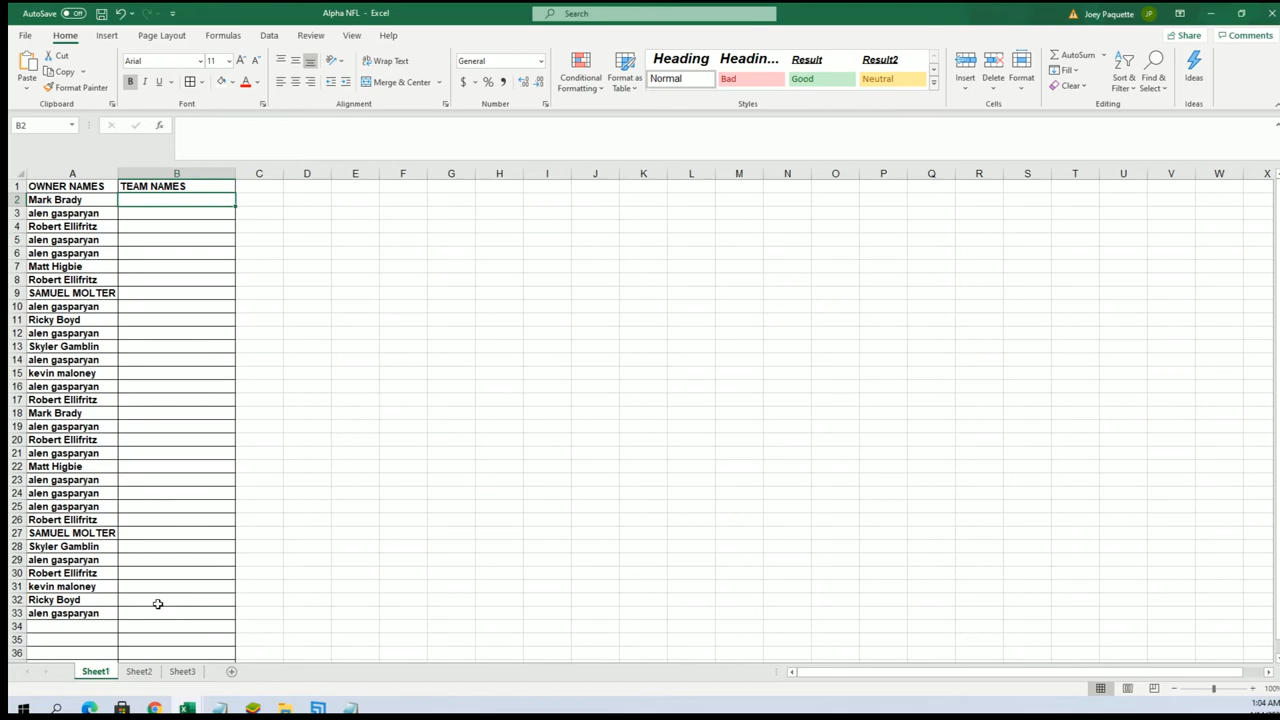 AutoSave Off Alpha NFL - Excel Search Joey Paquette JP
File Home Insert Page Layout Formulas Data Review View Help Share Comments
Paste Cut Copy Format Painter Clipboard
Arial 11 A A B I U A Font
Wrap Text Merge & Center Alignment
General $ % , Number
Conditional Formatting Format as Table
Heading Headin... Result Result2
Normal Bad Good Neutral
Styles
Insert Delete Format Cells
AutoSum Fill Clear Sort & Filter Find & Select Editing
Ideas Ideas
B2 fx
A B C D E F G H I J K L M N O P Q R S T U V W X
1 OWNER NAMES TEAM NAMES
2 Mark Brady
3 alen gasparyan
4 Robert Ellifritz
5 alen gasparyan
6 alen gasparyan
7 Matt Higbie
8 Robert Ellifritz
9 SAMUEL MOLTER
10 alen gasparyan
11 Ricky Boyd
12 alen gasparyan
13 Skyler Gamblin
14 alen gasparyan
15 kevin maloney
16 alen gasparyan
17 Robert Ellifritz
18 Mark Brady
19 alen gasparyan
20 Robert Ellifritz
21 alen gasparyan
22 Matt Higbie
23 alen gasparyan
24 alen gasparyan
25 alen gasparyan
26 Robert Ellifritz
27 SAMUEL MOLTER
28 Skyler Gamblin
29 alen gasparyan
30 Robert Ellifritz
31 kevin maloney
32 Ricky Boyd
33 alen gasparyan
34
35
36
Sheet1 Sheet2 Sheet3
100%
1:04 AM